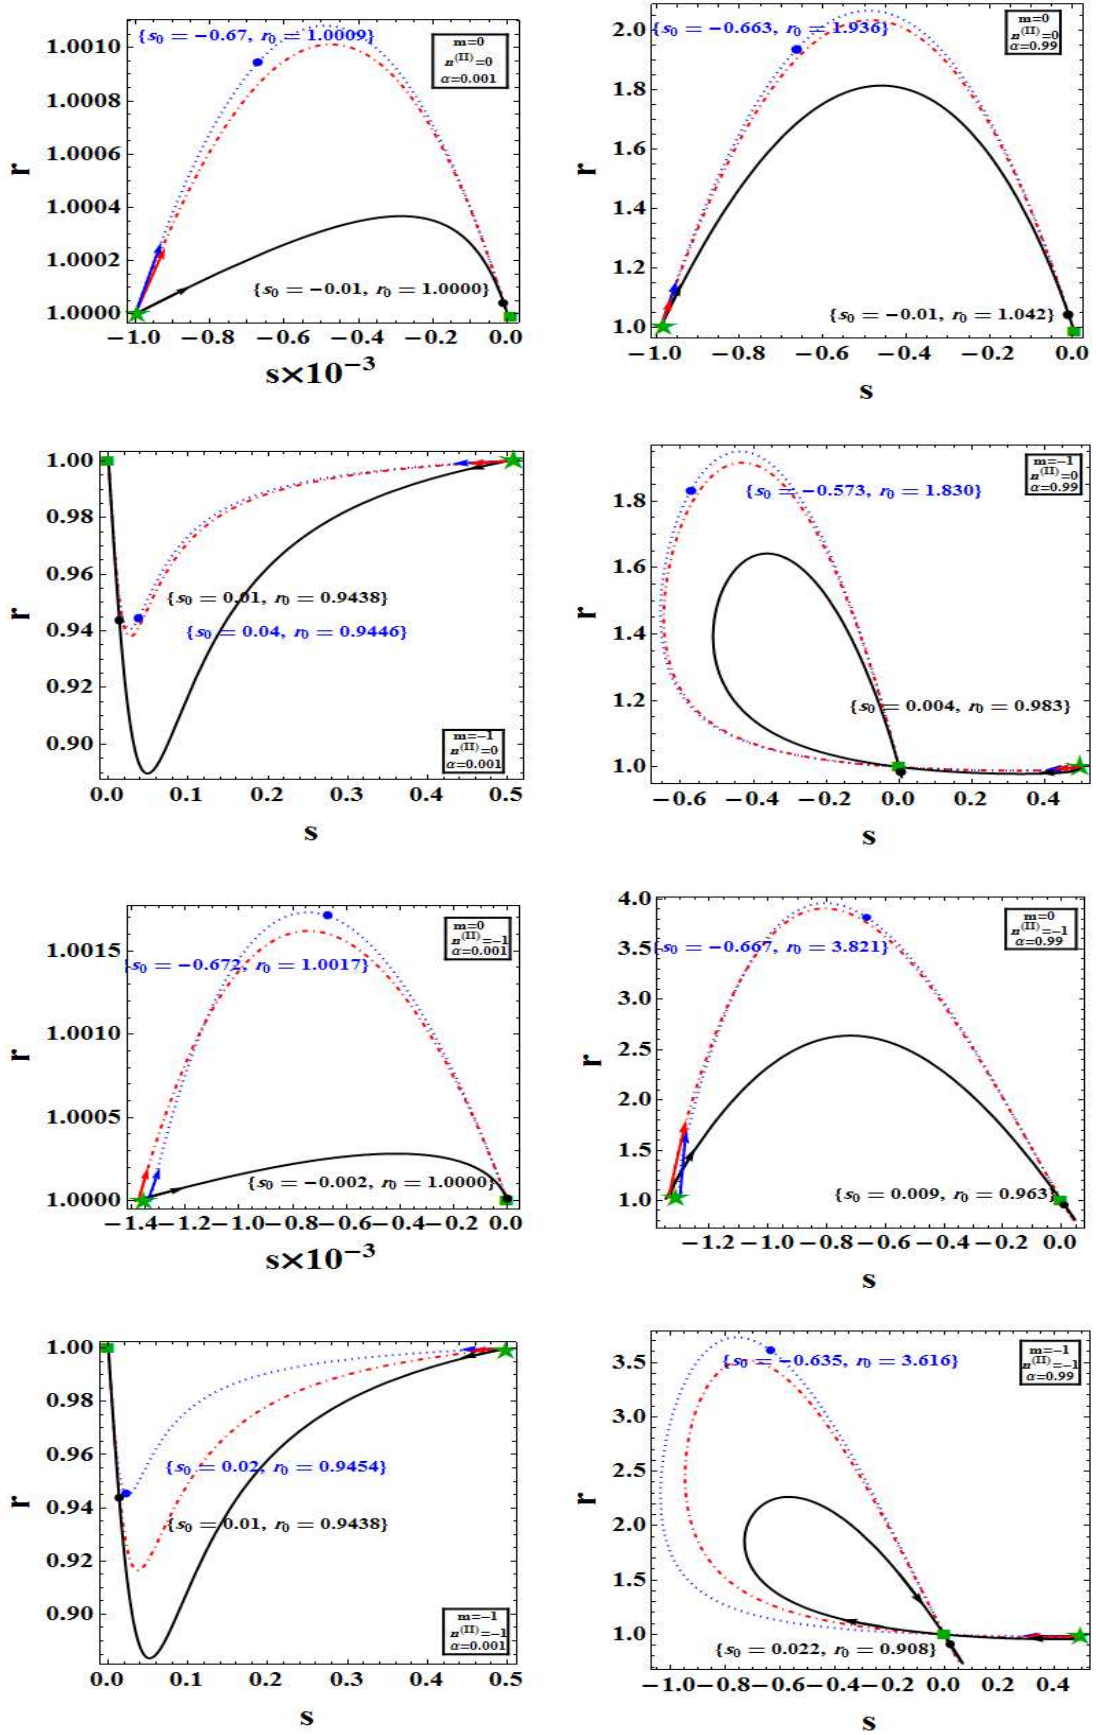 {s₀ = −0.67, r₀ = 1.0009}
m=0
n⁽ᴵᴵ⁾=0
α=0.001
1.0010
1.0008
1.0006
1.0004
1.0002
1.0000
r
{s₀ = −0.01, r₀ = 1.0000}
−1.0 −0.8 −0.6 −0.4 −0.2 0.0
s×10⁻³
{s₀ = −0.663, r₀ = 1.936}
m=0
n⁽ᴵᴵ⁾=0
α=0.99
2.0
1.8
1.6
1.4
1.2
1.0
r
{s₀ = −0.01, r₀ = 1.042}
−1.0 −0.8 −0.6 −0.4 −0.2 0.0
s
1.00
0.98
0.96
0.94
0.92
0.90
r
{s₀ = 0.01, r₀ = 0.9438}
{s₀ = 0.04, r₀ = 0.9446}
m=−1
n⁽ᴵᴵ⁾=0
α=0.001
0.0 0.1 0.2 0.3 0.4 0.5
s
m=−1
n⁽ᴵᴵ⁾=0
α=0.99
{s₀ = −0.573, r₀ = 1.830}
1.8
1.6
1.4
1.2
1.0
r
{s₀ = 0.004, r₀ = 0.983}
−0.6 −0.4 −0.2 0.0 0.2 0.4
s
m=0
n⁽ᴵᴵ⁾=−1
α=0.001
{s₀ = −0.672, r₀ = 1.0017}
1.0015
1.0010
1.0005
1.0000
r
{s₀ = −0.002, r₀ = 1.0000}
−1.4 −1.2 −1.0 −0.8 −0.6 −0.4 −0.2 0.0
s×10⁻³
m=0
n⁽ᴵᴵ⁾=−1
α=0.99
{s₀ = −0.667, r₀ = 3.821}
4.0
3.5
3.0
2.5
2.0
1.5
1.0
r
{s₀ = 0.009, r₀ = 0.963}
−1.2 −1.0 −0.8 −0.6 −0.4 −0.2 0.0
s
1.00
0.98
0.96
0.94
0.92
0.90
r
{s₀ = 0.02, r₀ = 0.9454}
{s₀ = 0.01, r₀ = 0.9438}
m=−1
n⁽ᴵᴵ⁾=−1
α=0.001
0.0 0.1 0.2 0.3 0.4 0.5
s
m=−1
n⁽ᴵᴵ⁾=−1
α=0.99
{s₀ = −0.635, r₀ = 3.616}
3.5
3.0
2.5
2.0
1.5
1.0
r
{s₀ = 0.022, r₀ = 0.908}
−1.0 −0.8 −0.6 −0.4 −0.2 0.0 0.2 0.4
s